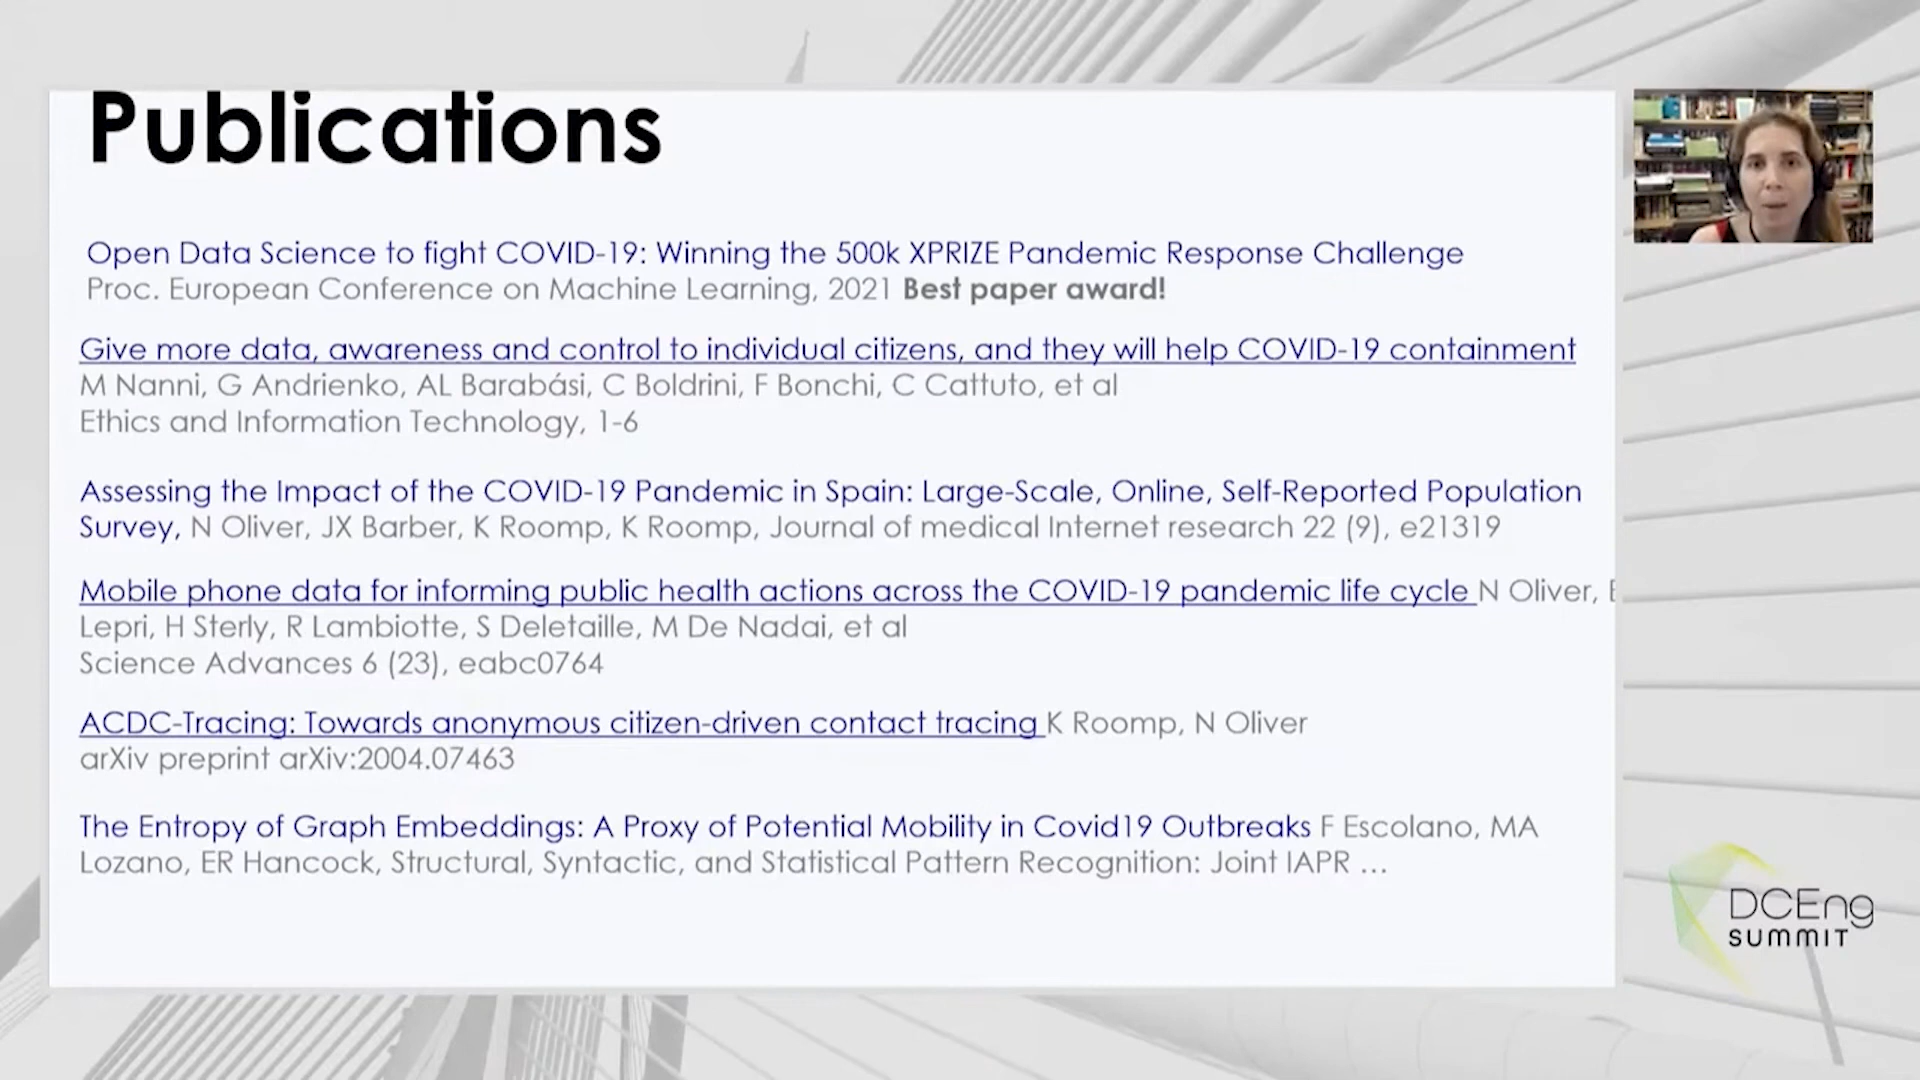 Publications
Open Data Science to fight COVID-19: Winning the 500k XPRIZE Pandemic Response Challenge
Proc. European Conference on Machine Learning, 2021 Best paper award!
Give more data, awareness and control to individual citizens, and they will help COVID-19 containment
M Nanni, G Andrienko, AL Barabási, C Boldrini, F Bonchi, C Cattuto, et al
Ethics and Information Technology, 1-6
Assessing the Impact of the COVID-19 Pandemic in Spain: Large-Scale, Online, Self-Reported Population
Survey, N Oliver, JX Barber, K Roomp, K Roomp, Journal of medical Internet research 22 (9), e21319
Mobile phone data for informing public health actions across the COVID-19 pandemic life cycle N Oliver,
Lepri, H Sterly, R Lambiotte, S Deletaille, M De Nadai, et al
Science Advances 6 (23), eabc0764
ACDC-Tracing: Towards anonymous citizen-driven contact tracing K Roomp, N Oliver
arXiv preprint arXiv:2004.07463
The Entropy of Graph Embeddings: A Proxy of Potential Mobility in Covid19 Outbreaks F Escolano, MA
Lozano, ER Hancock, Structural, Syntactic, and Statistical Pattern Recognition: Joint IAPR ...
DCEng
SUMMIT